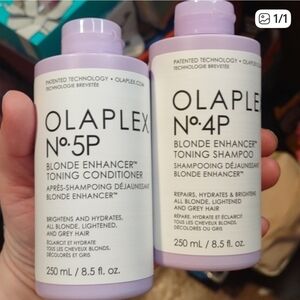 1/1
PATENTED TECHNOLOGY • OLAPLEX.COM
TECHNOLOGIE BREVETÉE
OLAPLEX
Nº.5P
BLONDE ENHANCER™
TONING CONDITIONER
APRÈS-SHAMPOING DÉJAUNISSANT
BLONDE ENHANCER™
BRIGHTENS AND HYDRATES,
ALL BLONDE, LIGHTENED,
AND GREY HAIR
ÉCLAIRCIT ET HYDRATE
TOUS LES CHEVEUX BLONDS,
DÉCOLORÉS OU GRIS
250 mL / 8.5 fl. oz.
PATENTED TECHNOLOGY •
TECHNOLOGIE BREVETÉE
OLAPLE
Nº.4P
BLONDE ENHANCER™
TONING SHAMPOO
SHAMPOING DÉJAUNISSANT
BLONDE ENHANCER™
REPAIRS, HYDRATES & BRIGHTENS
ALL BLONDE, LIGHTENED,
AND GREY HAIR
RÉPARE, HYDRATE ET ÉCLAIRCIT
TOUS LES CHEVEUX BLONDS,
DÉCOLORÉS OU GRIS
250 mL / 8.5 fl. oz.